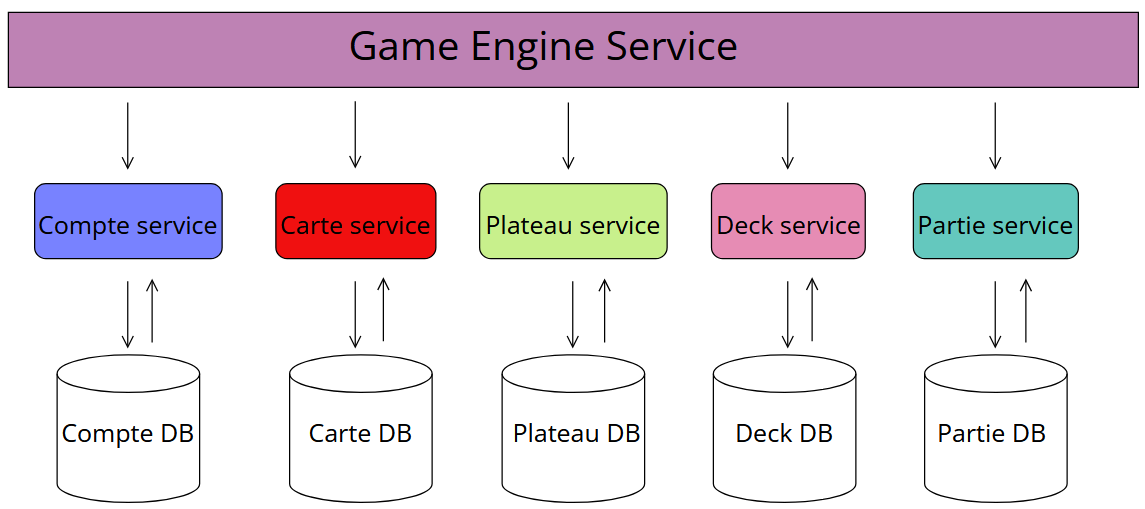 Game Engine Service
Compte service
Carte service
Plateau service
Deck service
Partie service
Compte DB
Carte DB
Plateau DB
Deck DB
Partie DB